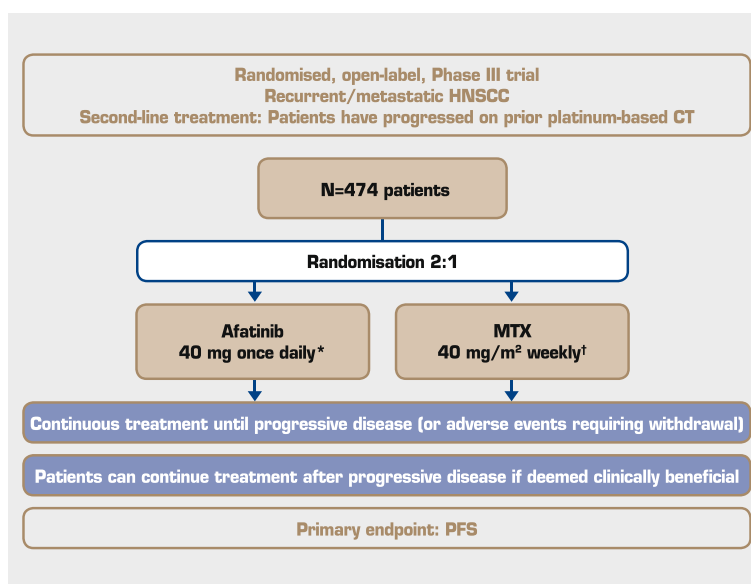 Randomised, open-label, Phase III trial
Recurrent/metastatic HNSCC
Second-line treatment: Patients have progressed on prior platinum-based CT
N=474 patients
Randomisation 2:1
Afatinib
40 mg once daily*
MTX
40 mg/m² weekly†
Continuous treatment until progressive disease (or adverse events requiring withdrawal)
Patients can continue treatment after progressive disease if deemed clinically beneficial
Primary endpoint: PFS